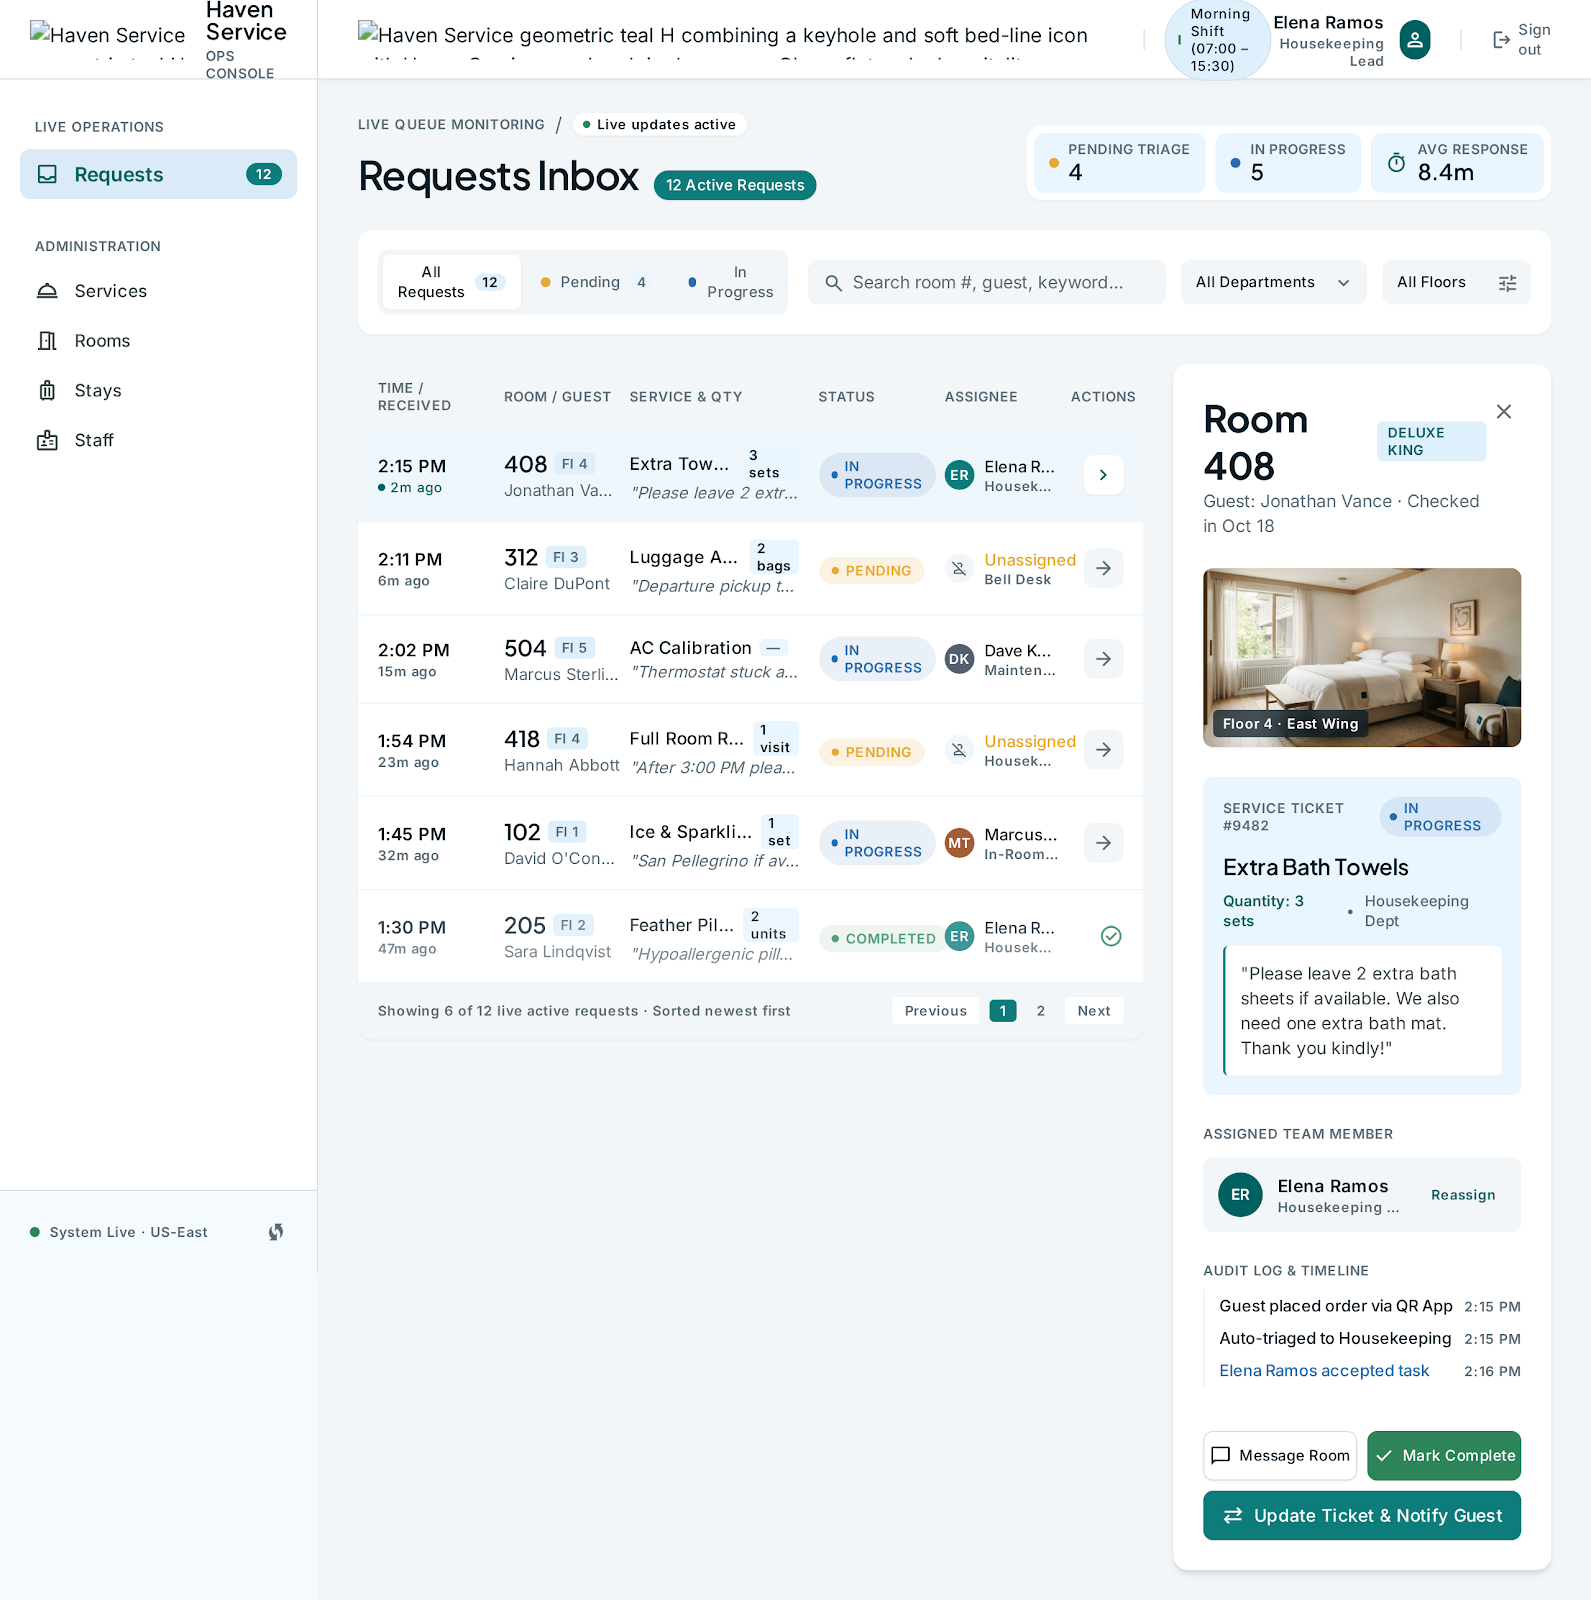 Haven Service
Haven
Service
OPS
CONSOLE
Haven Service geometric teal H combining a keyhole and soft bed-line icon
Morning
Shift
(07:00 –
15:30)
Elena Ramos
Housekeeping
Lead
Sign
out
LIVE OPERATIONS
Requests
12
ADMINISTRATION
Services
Rooms
Stays
Staff
System Live · US-East
LIVE QUEUE MONITORING / Live updates active
Requests Inbox
12 Active Requests
PENDING TRIAGE
4
IN PROGRESS
5
AVG RESPONSE
8.4m
All
Requests
12
Pending 4
In
Progress
Search room #, guest, keyword...
All Departments
All Floors
TIME /
RECEIVED
ROOM / GUEST
SERVICE & QTY
STATUS
ASSIGNEE
ACTIONS
2:15 PM
2m ago
408 Fl 4
Jonathan Va...
Extra Tow...
3
sets
"Please leave 2 extr...
IN
PROGRESS
ER
Elena R...
Housek...
2:11 PM
6m ago
312 Fl 3
Claire DuPont
Luggage A...
2
bags
"Departure pickup t...
PENDING
Unassigned
Bell Desk
2:02 PM
15m ago
504 Fl 5
Marcus Sterli...
AC Calibration —
"Thermostat stuck a...
IN
PROGRESS
DK
Dave K...
Mainten...
1:54 PM
23m ago
418 Fl 4
Hannah Abbott
Full Room R...
1
visit
"After 3:00 PM plea...
PENDING
Unassigned
Housek...
1:45 PM
32m ago
102 Fl 1
David O'Con...
Ice & Sparkli...
1
set
"San Pellegrino if av...
IN
PROGRESS
MT
Marcus...
In-Room...
1:30 PM
47m ago
205 Fl 2
Sara Lindqvist
Feather Pil...
2
units
"Hypoallergenic pill...
COMPLETED
ER
Elena R...
Housek...
Showing 6 of 12 live active requests · Sorted newest first
Previous 1 2 Next
Room
408
DELUXE
KING
Guest: Jonathan Vance · Checked
in Oct 18
Floor 4 · East Wing
SERVICE TICKET
#9482
IN
PROGRESS
Extra Bath Towels
Quantity: 3
sets
•
Housekeeping
Dept
"Please leave 2 extra bath
sheets if available. We also
need one extra bath mat.
Thank you kindly!"
ASSIGNED TEAM MEMBER
ER
Elena Ramos
Housekeeping ...
Reassign
AUDIT LOG & TIMELINE
Guest placed order via QR App 2:15 PM
Auto-triaged to Housekeeping 2:15 PM
Elena Ramos accepted task 2:16 PM
Message Room
Mark Complete
Update Ticket & Notify Guest